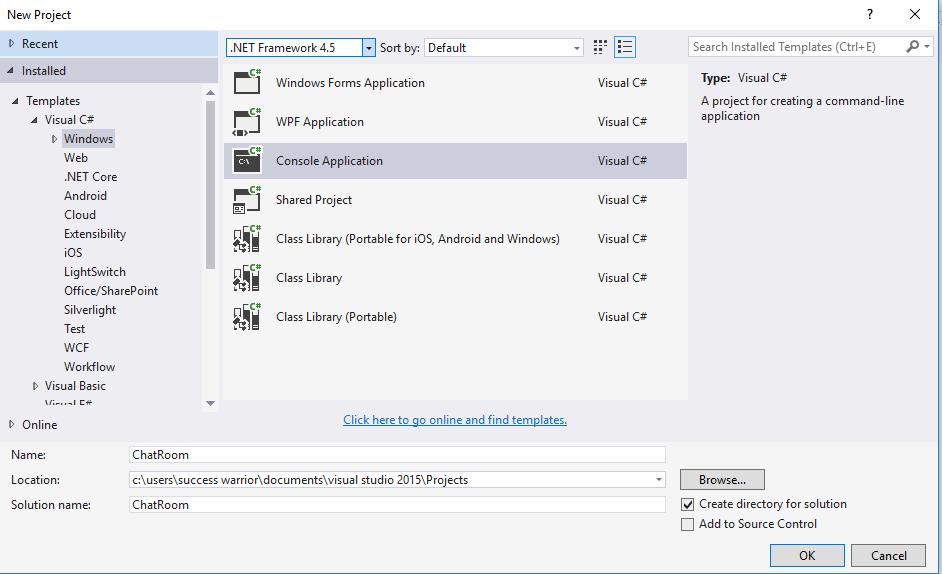 New Project
?
Recent
.NET Framework 4.5
Sort by:
Default
Search Installed Templates (Ctrl+E)
Installed
Templates
Visual C#
Windows
Web
.NET Core
Android
Cloud
Extensibility
iOS
LightSwitch
Office/SharePoint
Silverlight
Test
WCF
Workflow
Visual Basic
Visual F#
Online
C# Windows Forms Application Visual C#
C# WPF Application Visual C#
C# C:\ Console Application Visual C#
C# Shared Project Visual C#
C# Class Library (Portable for iOS, Android and Windows) Visual C#
C# Class Library Visual C#
C# Class Library (Portable) Visual C#
Click here to go online and find templates.
Type: Visual C#
A project for creating a command-line
application
Name: ChatRoom
Location: c:\users\success warrior\documents\visual studio 2015\Projects
Browse...
Solution name: ChatRoom
Create directory for solution
Add to Source Control
OK
Cancel